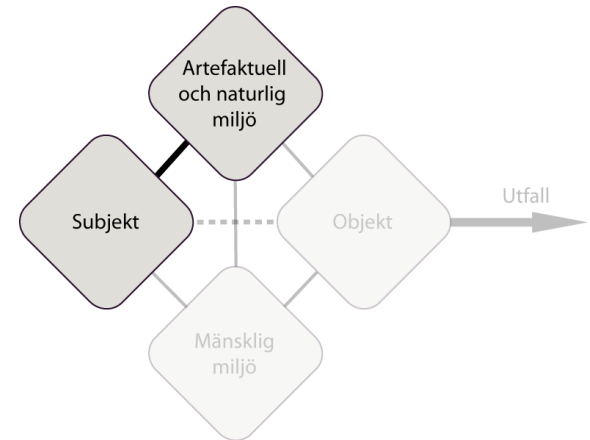 Artefaktuell
och naturlig
miljö
Subjekt
Objekt
Utfall
Mänsklig
miljö